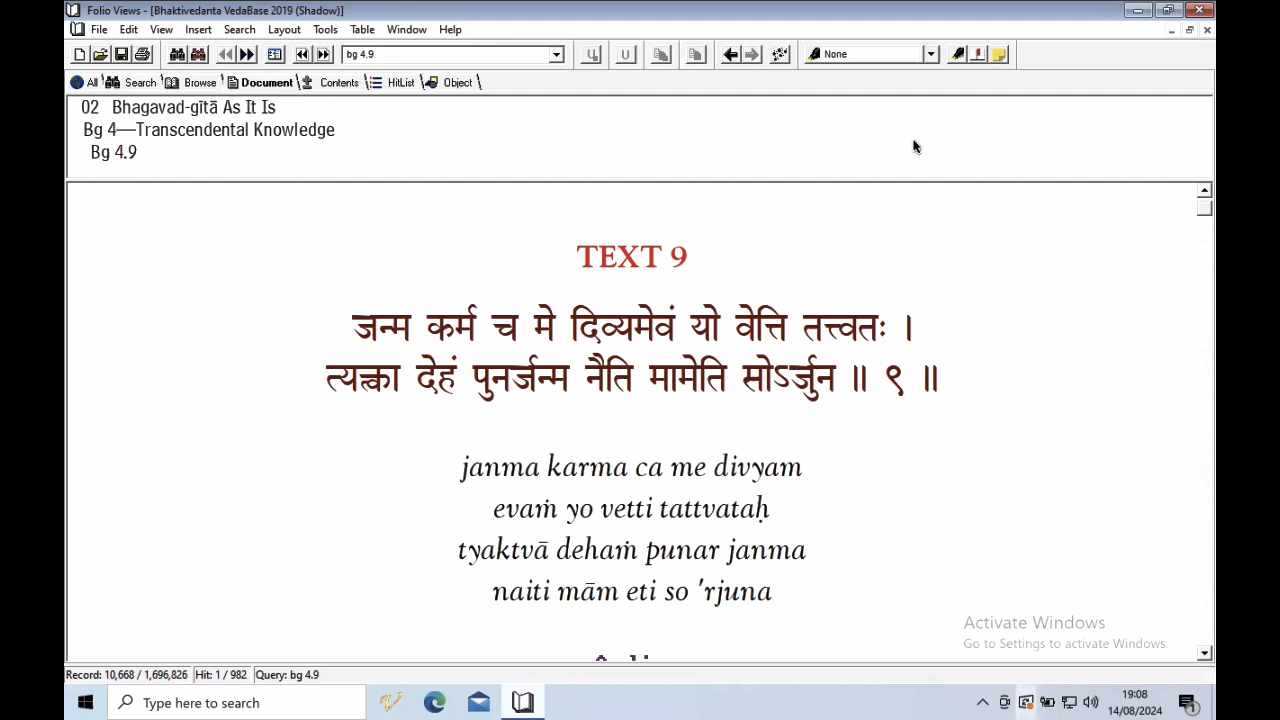 Folio Views - [Bhaktivedanta VedaBase 2019 (Shadow)]
File Edit View Insert Search Layout Tools Table Window Help
bg 4.9
None
All Search Browse Document Contents HitList Object
02 Bhagavad-gītā As It Is
Bg 4—Transcendental Knowledge
Bg 4.9
TEXT 9
जन्म कर्म च मे दिव्यमेवं यो वेत्ति तत्त्वतः ।
त्यक्त्वा देहं पुनर्जन्म नैति मामेति सोऽर्जुन ॥ ९ ॥
janma karma ca me divyam
evaṁ yo vetti tattvataḥ
tyaktvā dehaṁ punar janma
naiti mām eti so 'rjuna
Activate Windows
Go to Settings to activate Windows.
Record: 10,668 / 1,696,826 Hit: 1 / 982 Query: bg 4.9
Type here to search
19:08
14/08/2024